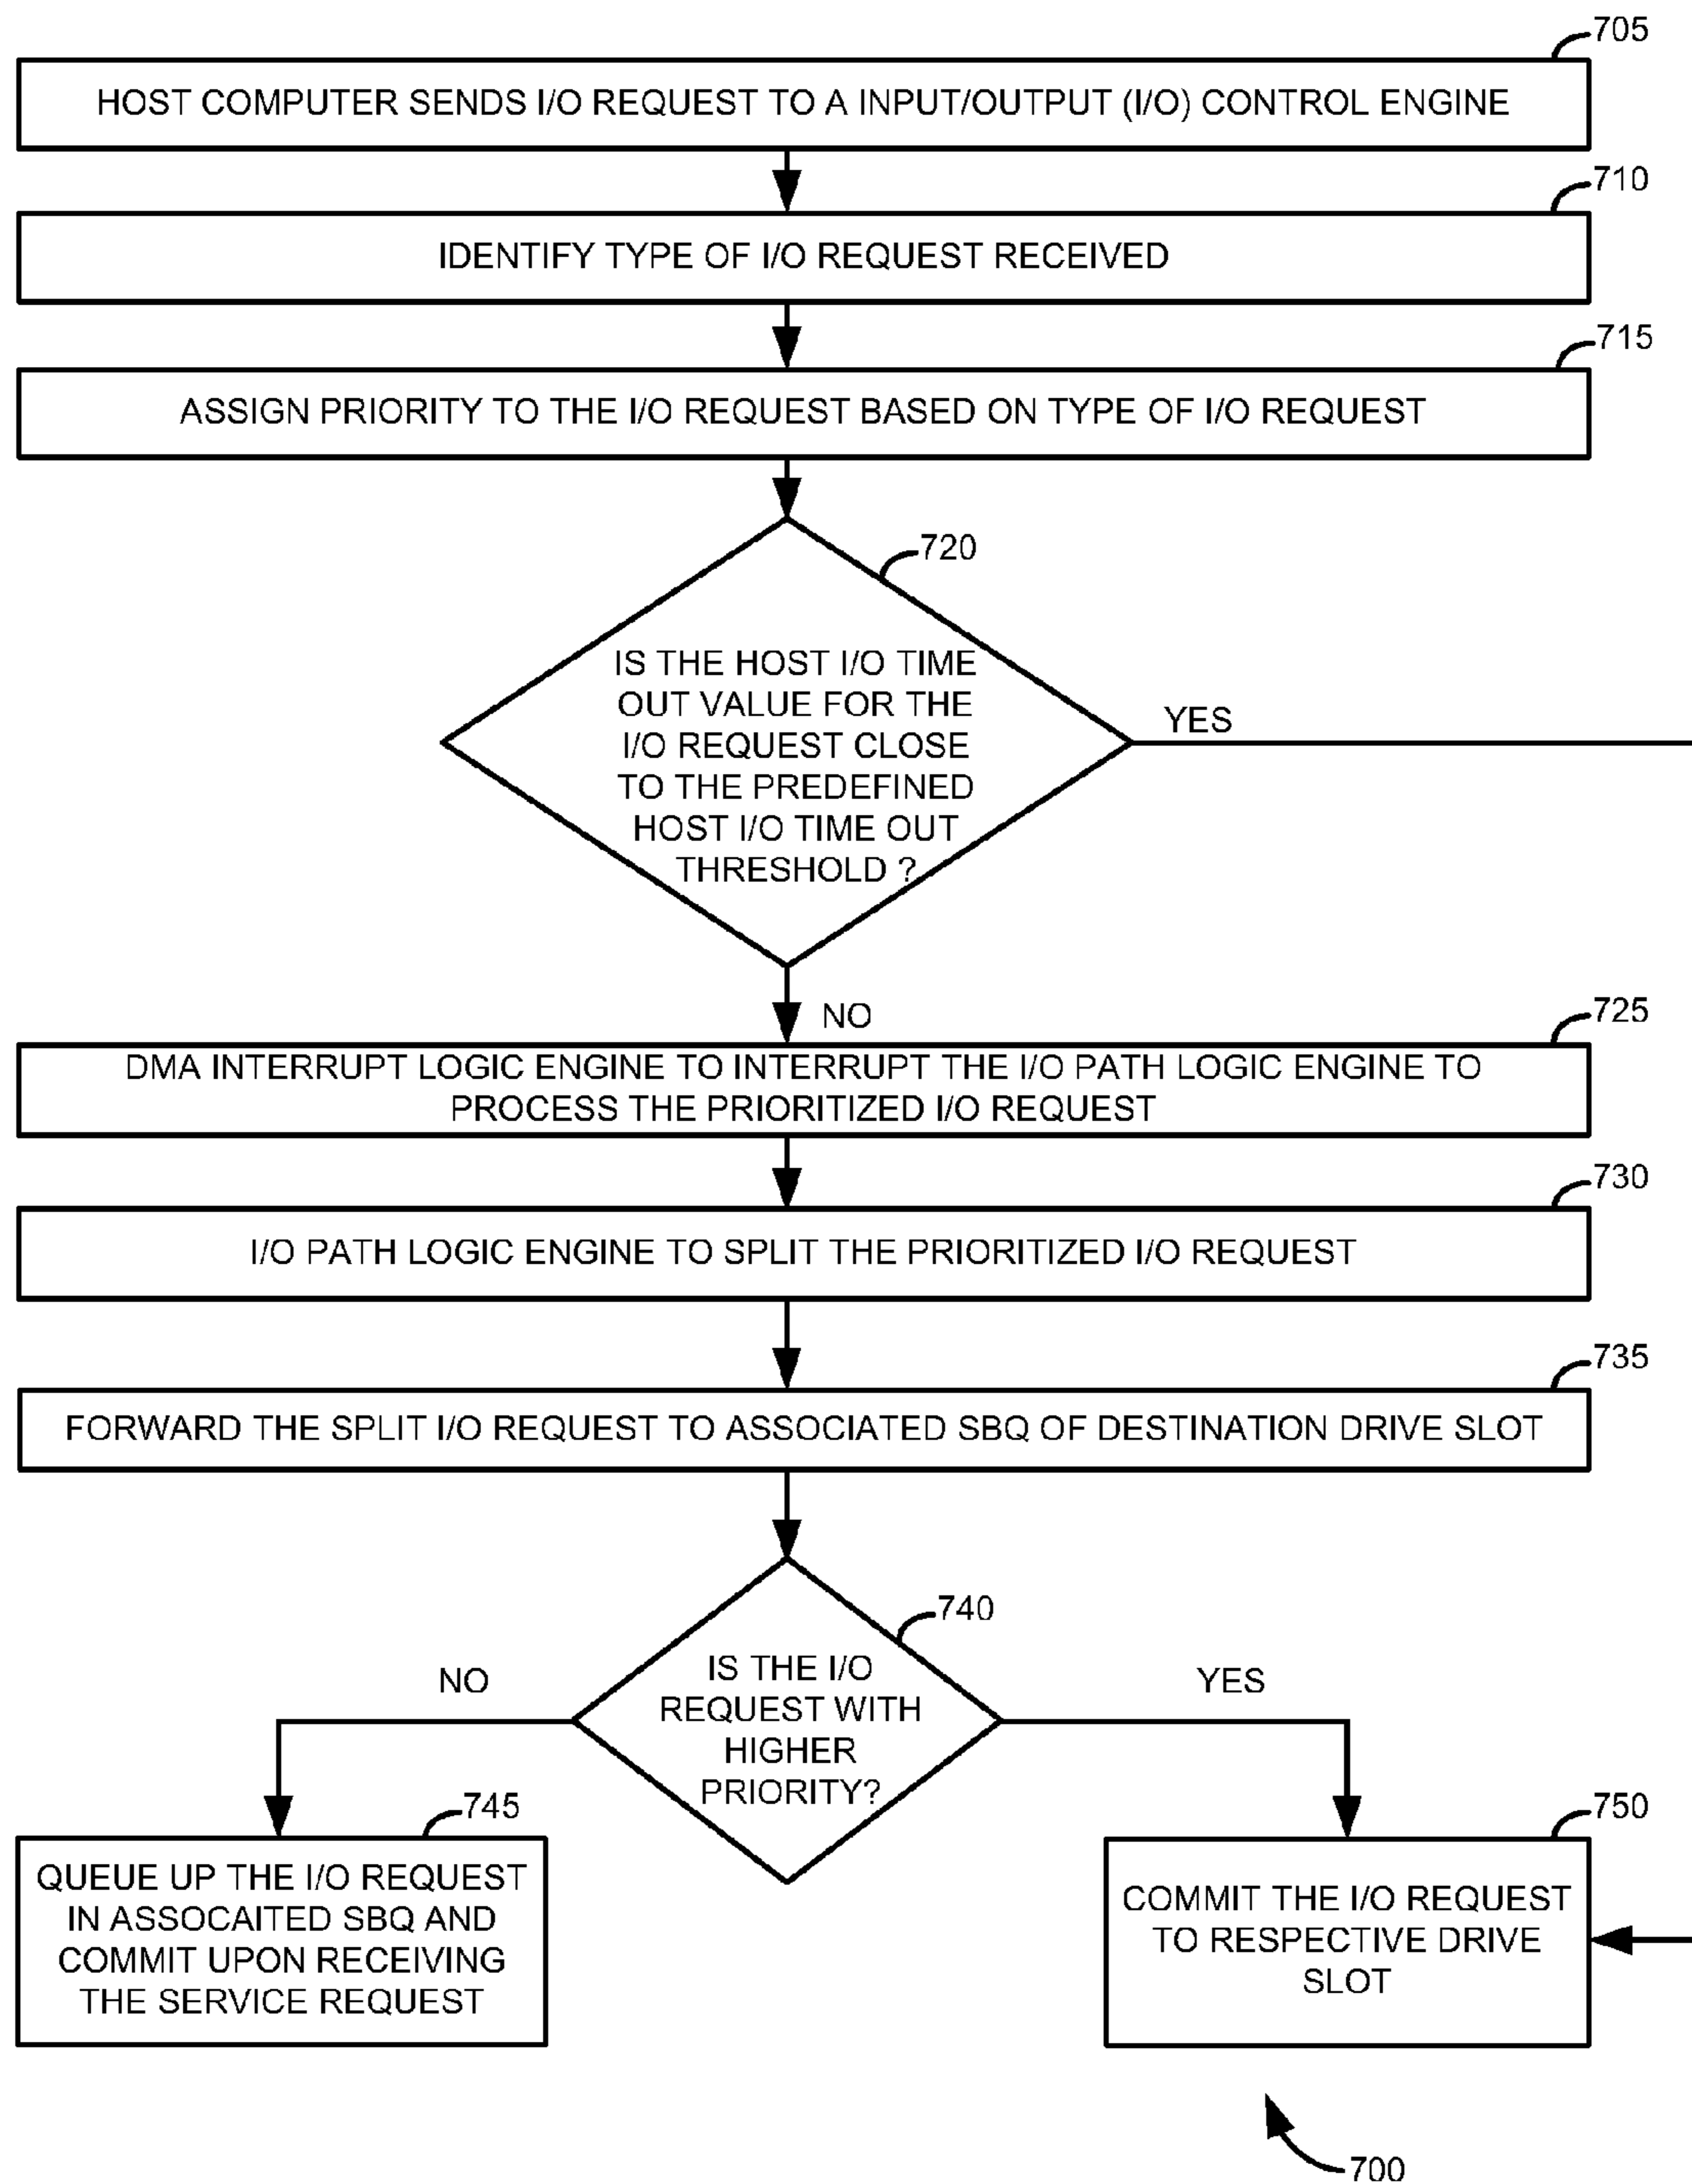 705
HOST COMPUTER SENDS I/O REQUEST TO A INPUT/OUTPUT (I/O) CONTROL ENGINE
710
IDENTIFY TYPE OF I/O REQUEST RECEIVED
715
ASSIGN PRIORITY TO THE I/O REQUEST BASED ON TYPE OF I/O REQUEST
720
IS THE HOST I/O TIME
OUT VALUE FOR THE
I/O REQUEST CLOSE
TO THE PREDEFINED
HOST I/O TIME OUT
THRESHOLD ?
YES
NO
725
DMA INTERRUPT LOGIC ENGINE TO INTERRUPT THE I/O PATH LOGIC ENGINE TO
PROCESS THE PRIORITIZED I/O REQUEST
730
I/O PATH LOGIC ENGINE TO SPLIT THE PRIORITIZED I/O REQUEST
735
FORWARD THE SPLIT I/O REQUEST TO ASSOCIATED SBQ OF DESTINATION DRIVE SLOT
740
IS THE I/O
REQUEST WITH
HIGHER
PRIORITY?
NO
YES
745
QUEUE UP THE I/O REQUEST
IN ASSOCAITED SBQ AND
COMMIT UPON RECEIVING
THE SERVICE REQUEST
750
COMMIT THE I/O REQUEST
TO RESPECTIVE DRIVE
SLOT
700